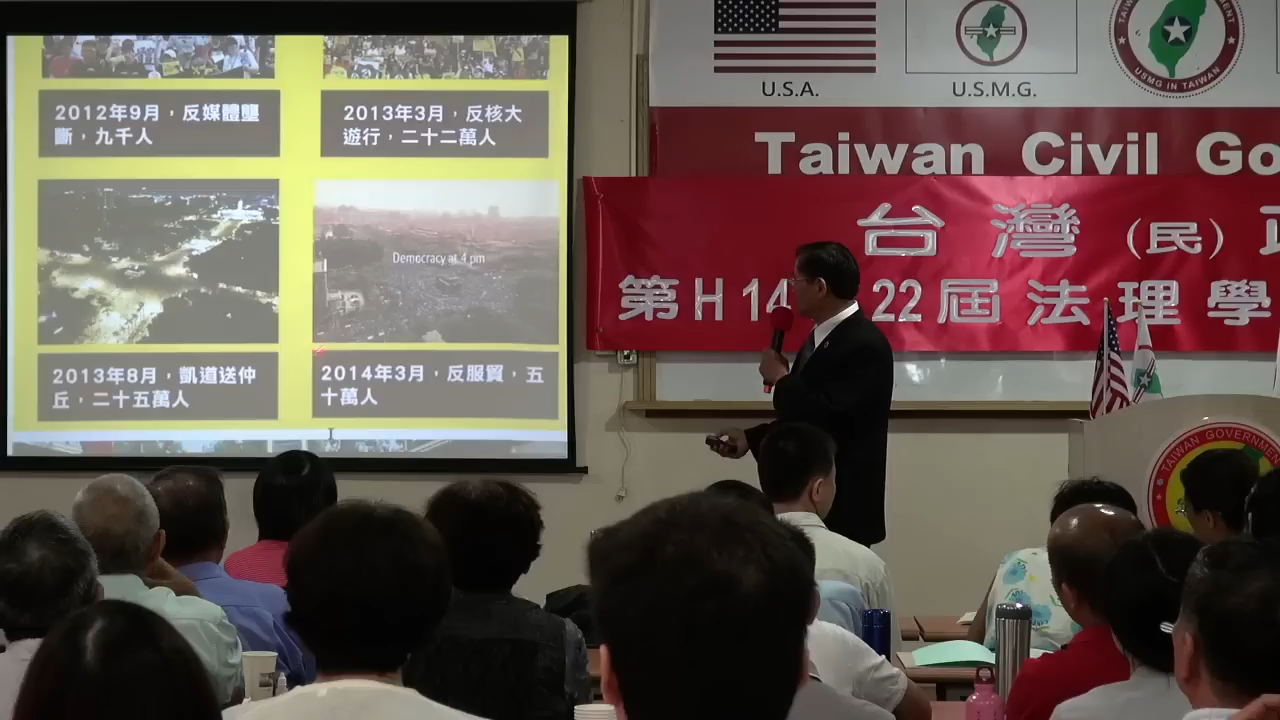 2012年9月，反媒體壟
斷，九千人
2013年3月，反核大
遊行，二十二萬人
Democracy at 4 pm
2013年8月，凱道送仲
丘，二十五萬人
2014年3月，反服貿，五
十萬人
U.S.A.
U.S.M.G.
USMG IN TAIWAN
Taiwan Civil Go
台灣（民）
第H 14 22屆法理學
TAIWAN GOVERNMENT